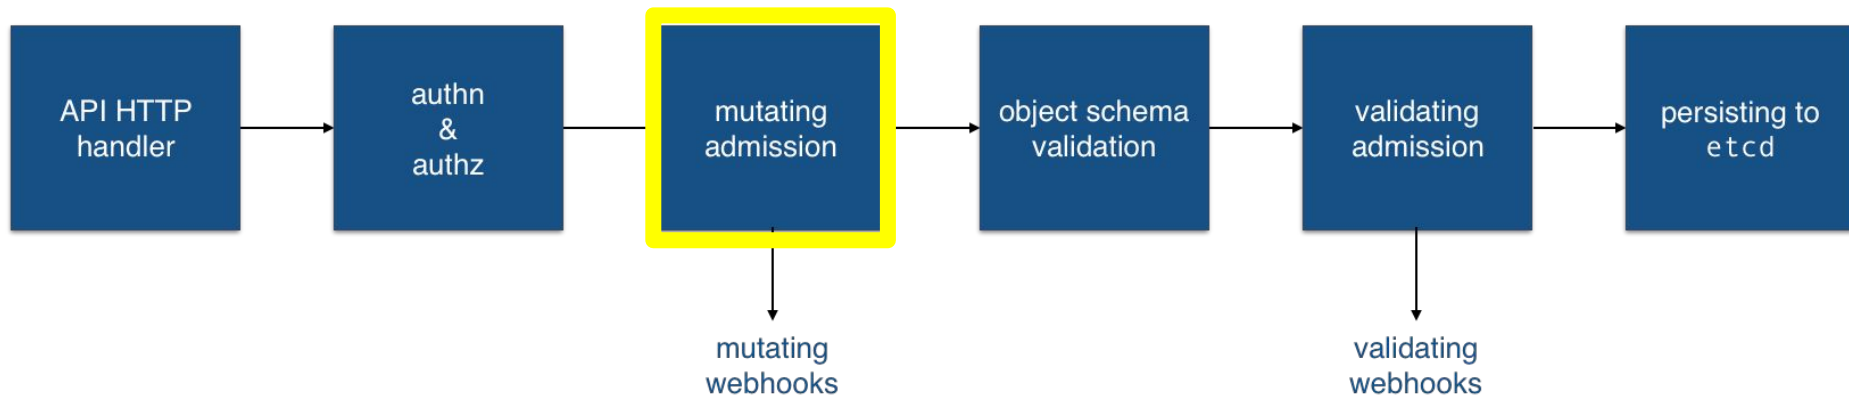 API HTTP
handler
authn
&
authz
mutating
admission
object schema
validation
validating
admission
persisting to
etcd
mutating
webhooks
validating
webhooks